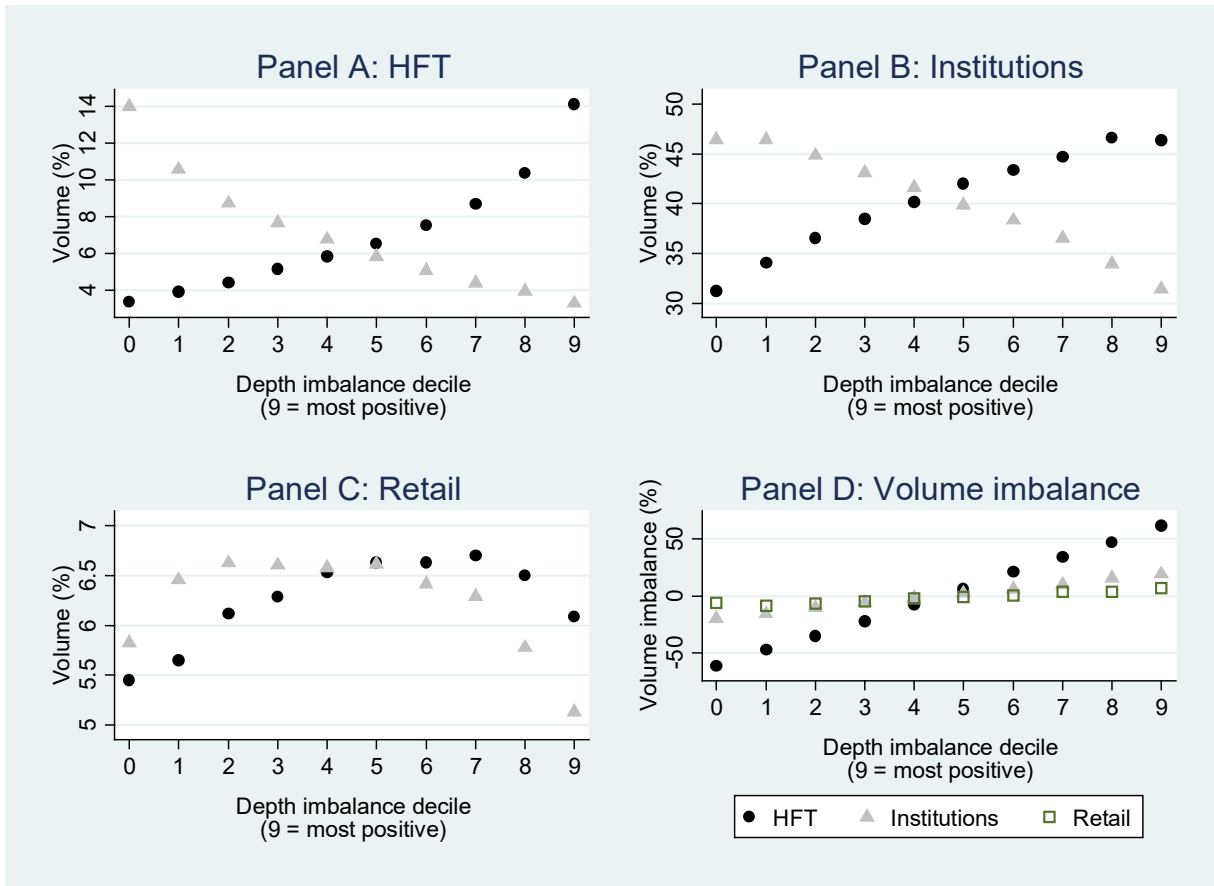 Panel A: HFT
Volume (%)
14
12
10
8
6
4
0 1 2 3 4 5 6 7 8 9
Depth imbalance decile
(9 = most positive)
Panel B: Institutions
Volume (%)
50
45
40
35
30
0 1 2 3 4 5 6 7 8 9
Depth imbalance decile
(9 = most positive)
Panel C: Retail
Volume (%)
7
6.5
6
5.5
5
0 1 2 3 4 5 6 7 8 9
Depth imbalance decile
(9 = most positive)
Panel D: Volume imbalance
Volume imbalance (%)
50
0
-50
0 1 2 3 4 5 6 7 8 9
Depth imbalance decile
(9 = most positive)
HFT Institutions Retail